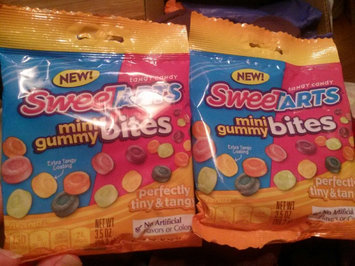 NEW!
tangy candy
SweeTARTS
mini
gummy bites
Extra Tangy
Coating
perfectly
tiny & tangy
NET WT
3.5 OZ
No Artificial
Flavors or Colors
NEW!
tangy candy
SweeTARTS
mini
gummy bites
Extra Tangy
Coating
perfectly
tiny & tang
NET WT
3.5 OZ
No Artificial